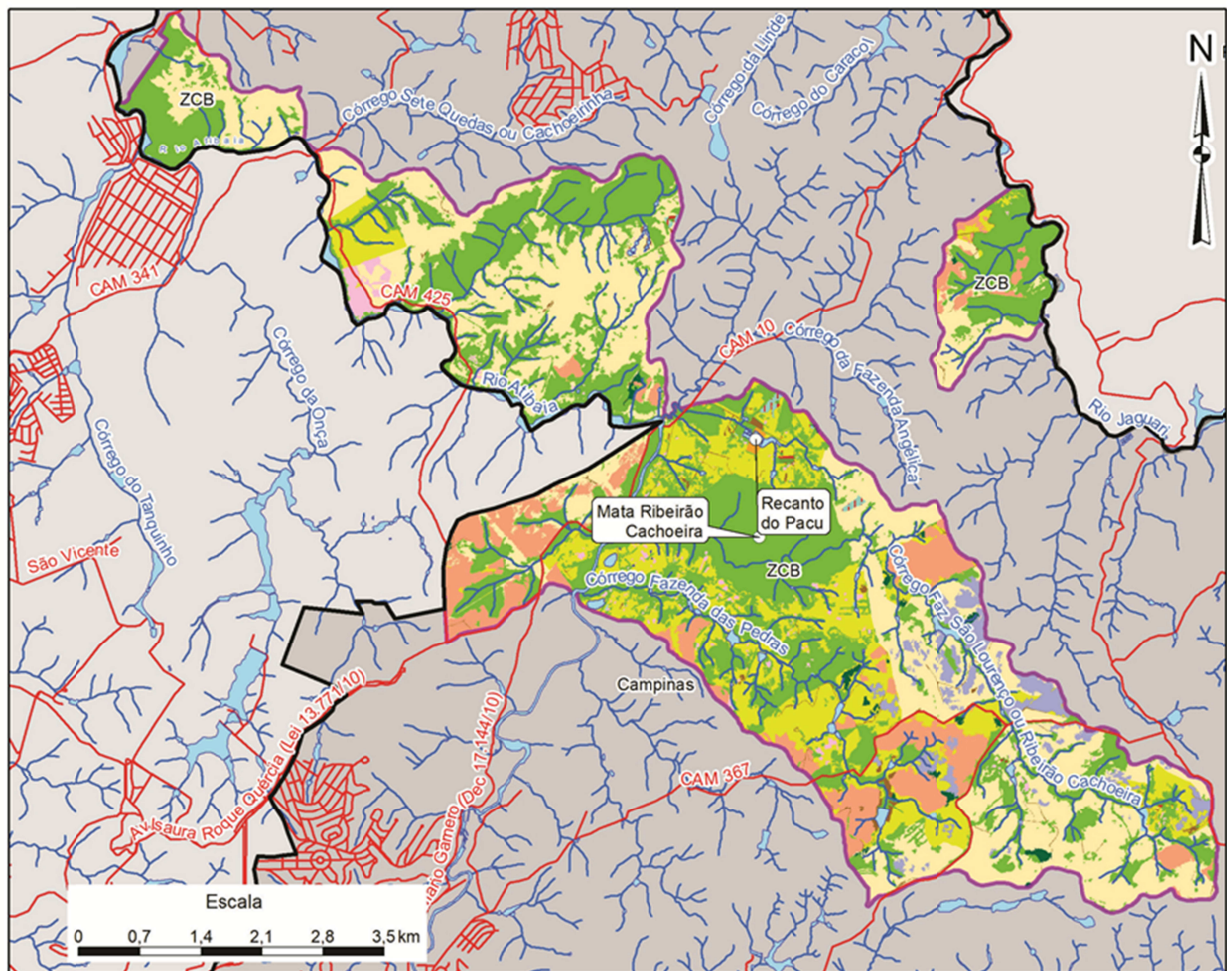 N
ZCB
Córrego Sete Quedas ou Cachoeirinha
Córrego da Linde
Córrego do Caracol
Rio Atibaia
CAM 341
CAM 425
ZCB
CAM 10
Córrego da Fazenda Angélica
Córrego da Onça
Rio Atibaia
Rio Jaguari
Córrego do Tanquinho
Mata Ribeirão
Cachoeira
Recanto
do Pacu
São Vicente
ZCB
Córrego Fazenda das Pedras
Córrego Faz São Lourenço ou Ribeirão Cachoeira
Campinas
Av Isaura Roque Quércia (Lei 13.771/10)
CAM 367
Gamero (Dec 17.144/10)
Escala
0 0,7 1,4 2,1 2,8 3,5 km